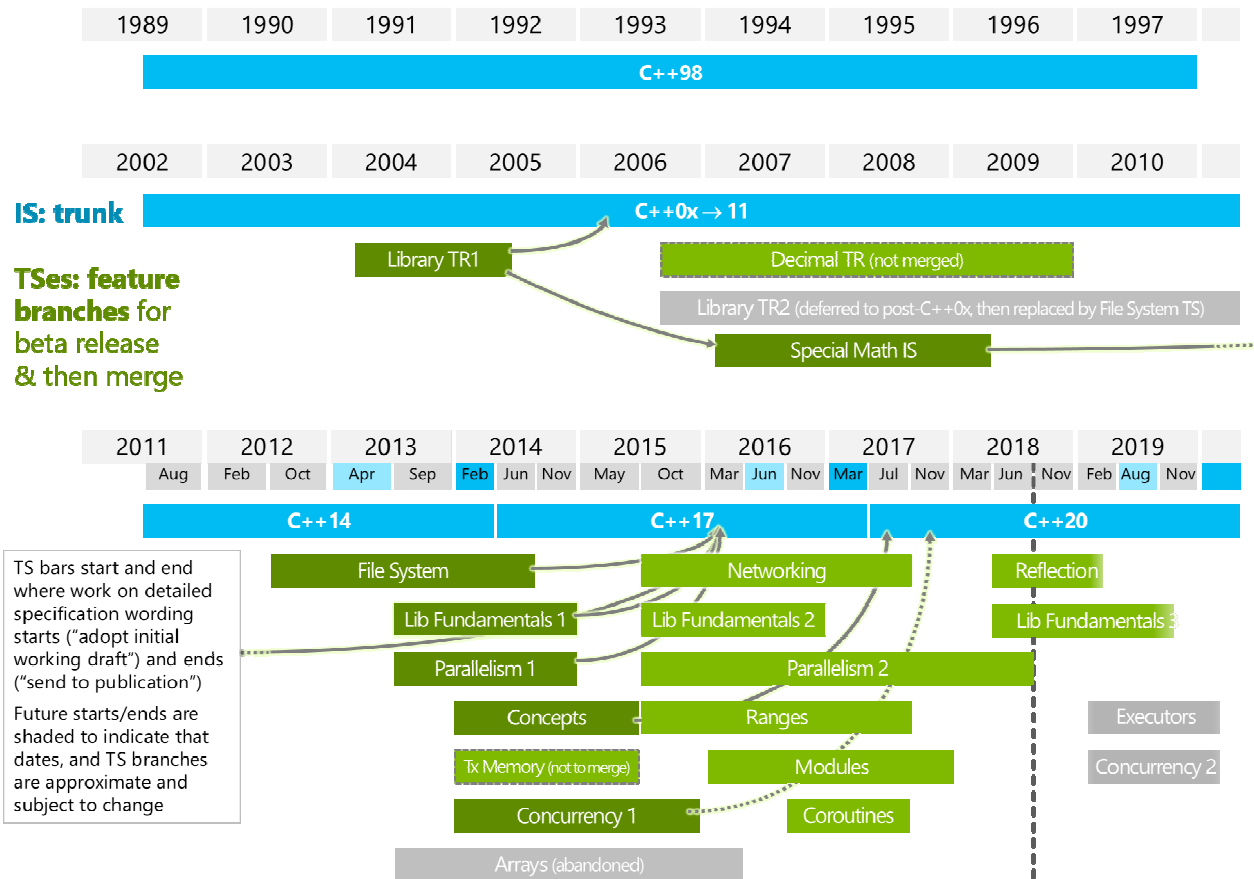 1989 1990 1991 1992 1993 1994 1995 1996 1997
C++98
2002 2003 2004 2005 2006 2007 2008 2009 2010
IS: trunk
C++0x → 11
Library TR1
Decimal TR (not merged)
TSes: feature
branches for
beta release
& then merge
Library TR2 (deferred to post-C++0x, then replaced by File System TS)
Special Math IS
2011 2012 2013 2014 2015 2016 2017 2018 2019
Aug Feb Oct Apr Sep Feb Jun Nov May Oct Mar Jun Nov Mar Jul Nov Mar Jun Nov Feb Aug Nov
C++14 C++17 C++20
TS bars start and end
where work on detailed
specification wording
starts (“adopt initial
working draft”) and ends
(“send to publication”)
Future starts/ends are
shaded to indicate that
dates, and TS branches
are approximate and
subject to change
File System Networking Reflection
Lib Fundamentals 1 Lib Fundamentals 2 Lib Fundamentals 3
Parallelism 1 Parallelism 2
Concepts Ranges Executors
Tx Memory (not to merge) Modules Concurrency 2
Concurrency 1 Coroutines
Arrays (abandoned)